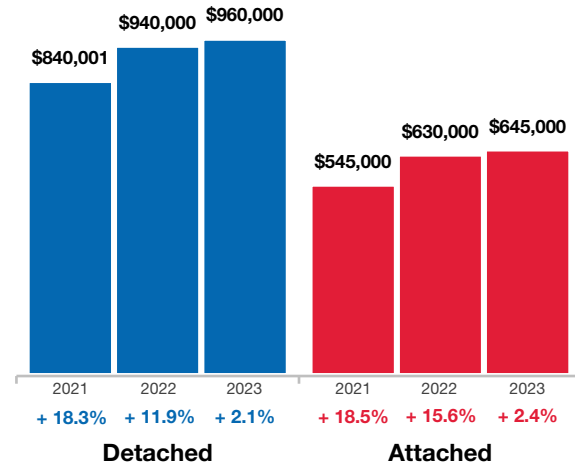 $840,001
$940,000
$960,000
$545,000
$630,000
$645,000
2021 2022 2023 2021 2022 2023
+ 18.3% + 11.9% + 2.1% + 18.5% + 15.6% + 2.4%
Detached Attached